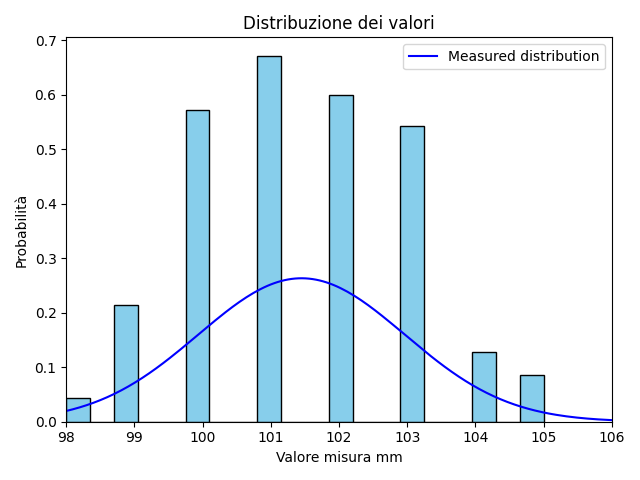 Distribuzione dei valori
Measured distribution
Probabilità
0.7
0.6
0.5
0.4
0.3
0.2
0.1
0.0
98 99 100 101 102 103 104 105 106
Valore misura mm